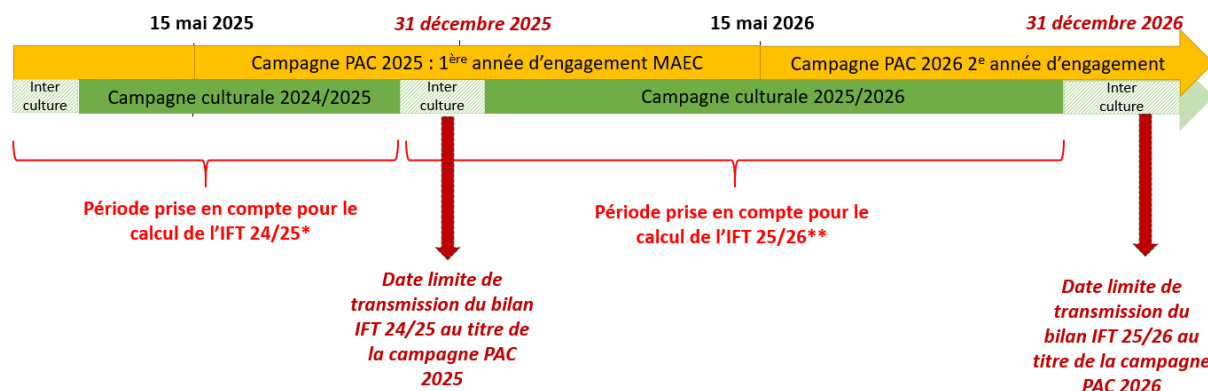 15 mai 2025
31 décembre 2025
15 mai 2026
31 décembre 2026
Campagne PAC 2025 : 1ère année d’engagement MAEC
Campagne PAC 2026 2e année d’engagement
Inter
culture
Campagne culturale 2024/2025
Inter
culture
Campagne culturale 2025/2026
Inter
culture
Période prise en compte pour le
calcul de l’IFT 24/25*
Période prise en compte pour le
calcul de l’IFT 25/26**
Date limite de
transmission du bilan
IFT 24/25 au titre de
la campagne PAC
2025
Date limite de
transmission du
bilan IFT 25/26 au
titre de la campagne
PAC 2026